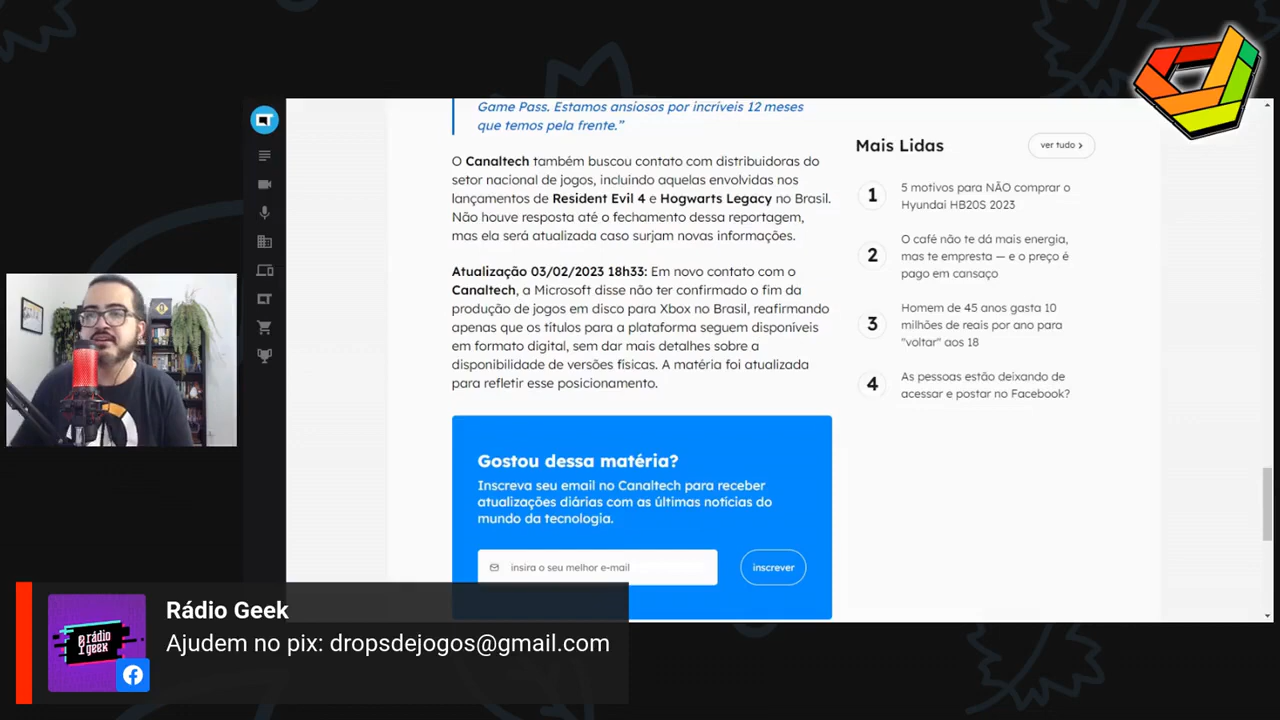 Game Pass. Estamos ansiosos por incríveis 12 meses
que temos pela frente.”
O Canaltech também buscou contato com distribuidoras do
setor nacional de jogos, incluindo aquelas envolvidas nos
lançamentos de Resident Evil 4 e Hogwarts Legacy no Brasil.
Não houve resposta até o fechamento dessa reportagem,
mas ela será atualizada caso surjam novas informações.
Atualização 03/02/2023 18h33: Em novo contato com o
Canaltech, a Microsoft disse não ter confirmado o fim da
produção de jogos em disco para Xbox no Brasil, reafirmando
apenas que os títulos para a plataforma seguem disponíveis
em formato digital, sem dar mais detalhes sobre a
disponibilidade de versões físicas. A matéria foi atualizada
para refletir esse posicionamento.
Gostou dessa matéria?
Inscreva seu email no Canaltech para receber
atualizações diárias com as últimas notícias do
mundo da tecnologia.
insira o seu melhor e-mail
inscrever
Mais Lidas
ver tudo
1
5 motivos para NÃO comprar o
Hyundai HB20S 2023
2
O café não te dá mais energia,
mas te empresta — e o preço é
pago em cansaço
3
Homem de 45 anos gasta 10
milhões de reais por ano para
"voltar" aos 18
4
As pessoas estão deixando de
acessar e postar no Facebook?
rádio
geek
Rádio Geek
Ajudem no pix: dropsdejogos@gmail.com